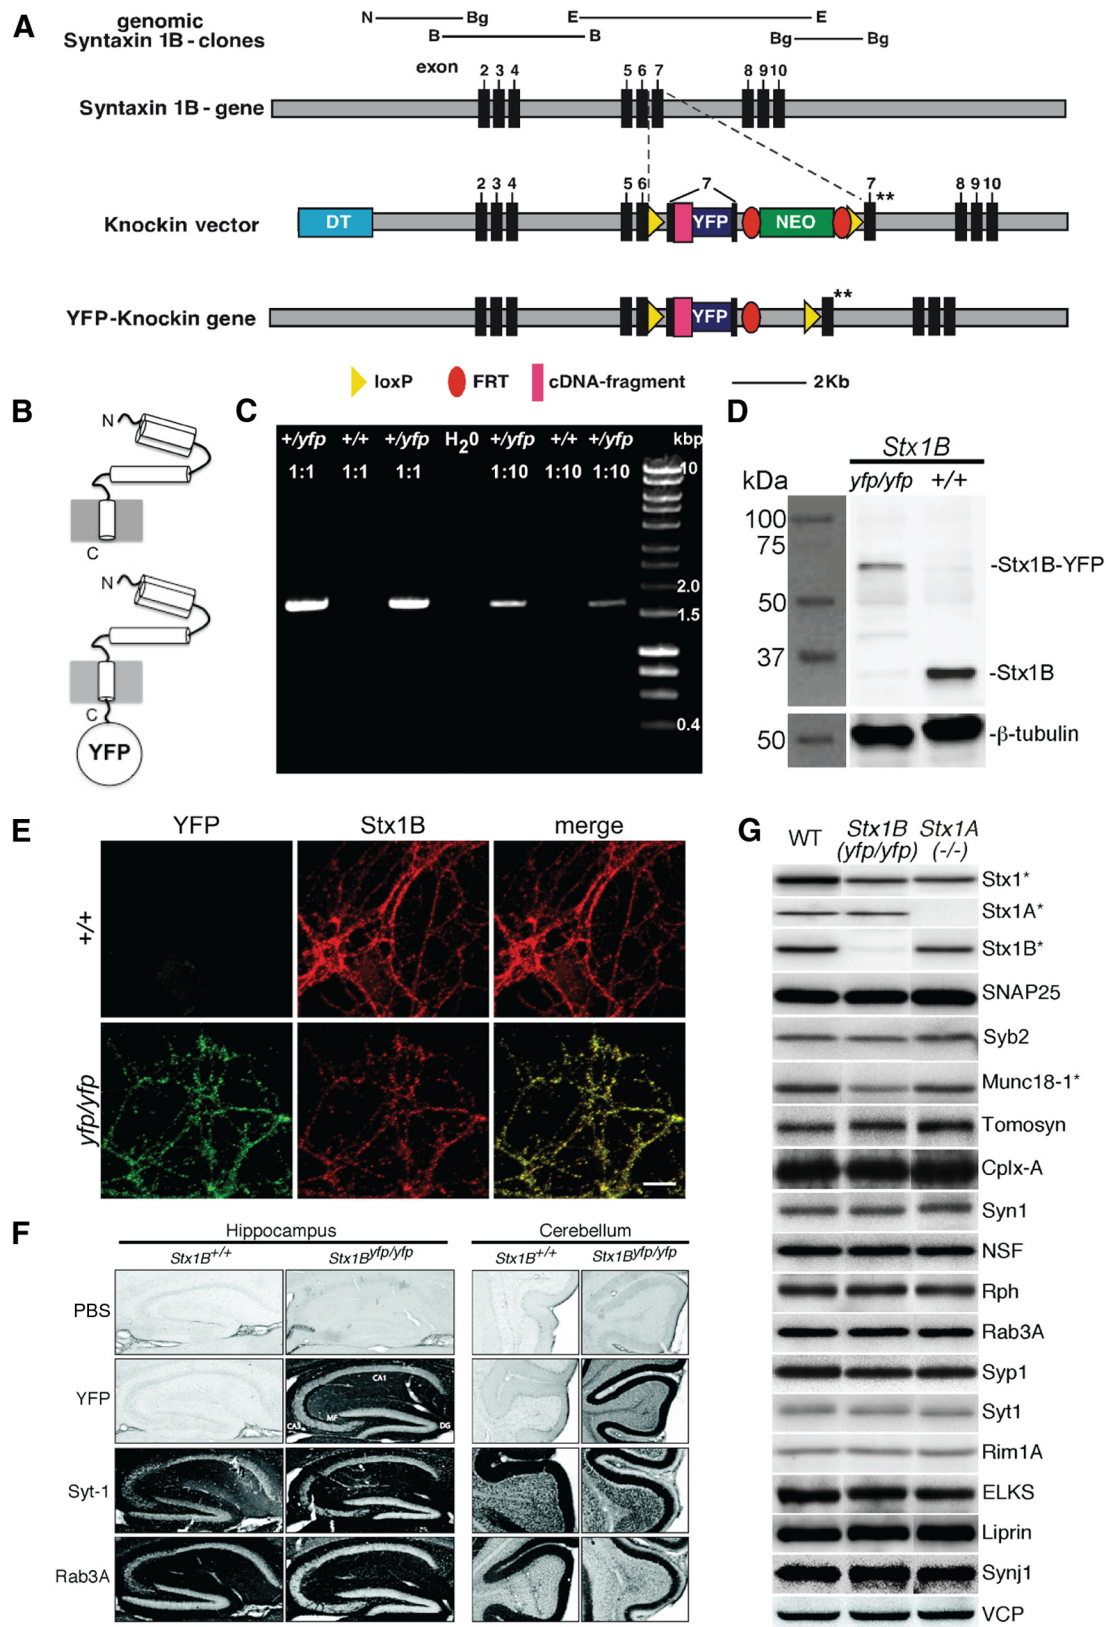 A
genomic
Syntaxin 1B - clones
N Bg E E
B B Bg Bg
exon
2 3 4 5 6 7 8 9 10
Syntaxin 1B - gene
2 3 4 5 6 7 7 ** 8 9 10
Knockin vector
DT YFP NEO
**
YFP-Knockin gene
YFP
loxP FRT cDNA-fragment 2Kb
B
N
C
N
C
YFP
C
+/yfp +/+ +/yfp H20 +/yfp +/+ +/yfp kbp
1:1 1:1 1:1 1:10 1:10 1:10 10
2.0
1.5
0.4
D
Stx1B
kDa yfp/yfp +/+
100
75
-Stx1B-YFP
50
37
-Stx1B
50 -β-tubulin
E
YFP Stx1B merge
+/+
yfp/yfp
F
Hippocampus Cerebellum
Stx1B+/+ Stx1Byfp/yfp Stx1B+/+ Stx1Byfp/yfp
PBS
YFP
CA1
CA3 MF DG
Syt-1
Rab3A
G
WT Stx1B (yfp/yfp) Stx1A (-/-)
Stx1*
Stx1A*
Stx1B*
SNAP25
Syb2
Munc18-1*
Tomosyn
Cplx-A
Syn1
NSF
Rph
Rab3A
Syp1
Syt1
Rim1A
ELKS
Liprin
Synj1
VCP